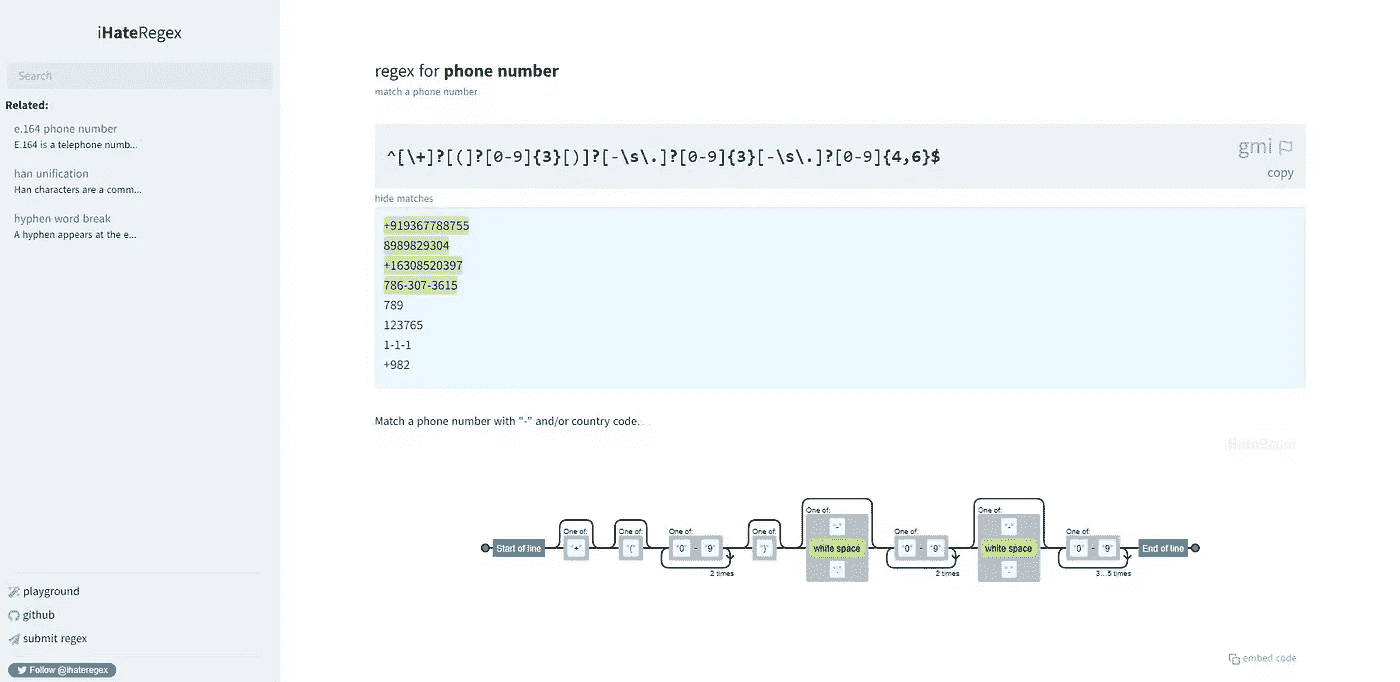 iHateRegex
Search
Related:
e.164 phone number
E.164 is a telephone numb...
han unification
Han characters are a comm...
hyphen word break
A hyphen appears at the e...
playground
github
submit regex
Follow @ihateregex
regex for phone number
match a phone number
^[\+]?[(]?[0-9]{3}[)]?[-\s\.]?[0-9]{3}[-\s\.]?[0-9]{4,6}$
gmi
copy
hide matches
+919367788755
8989829304
+16308520397
786-307-3615
789
123765
1-1-1
+982
Match a phone number with "-" and/or country code.
One of: One of: One of: One of: One of: One of: One of: One of:
Start of line "+" "(" "0" - "9" ")" "-" white space "." "0" - "9" "-" white space "." "0" - "9" End of line
2 times 2 times 3...5 times
embed code